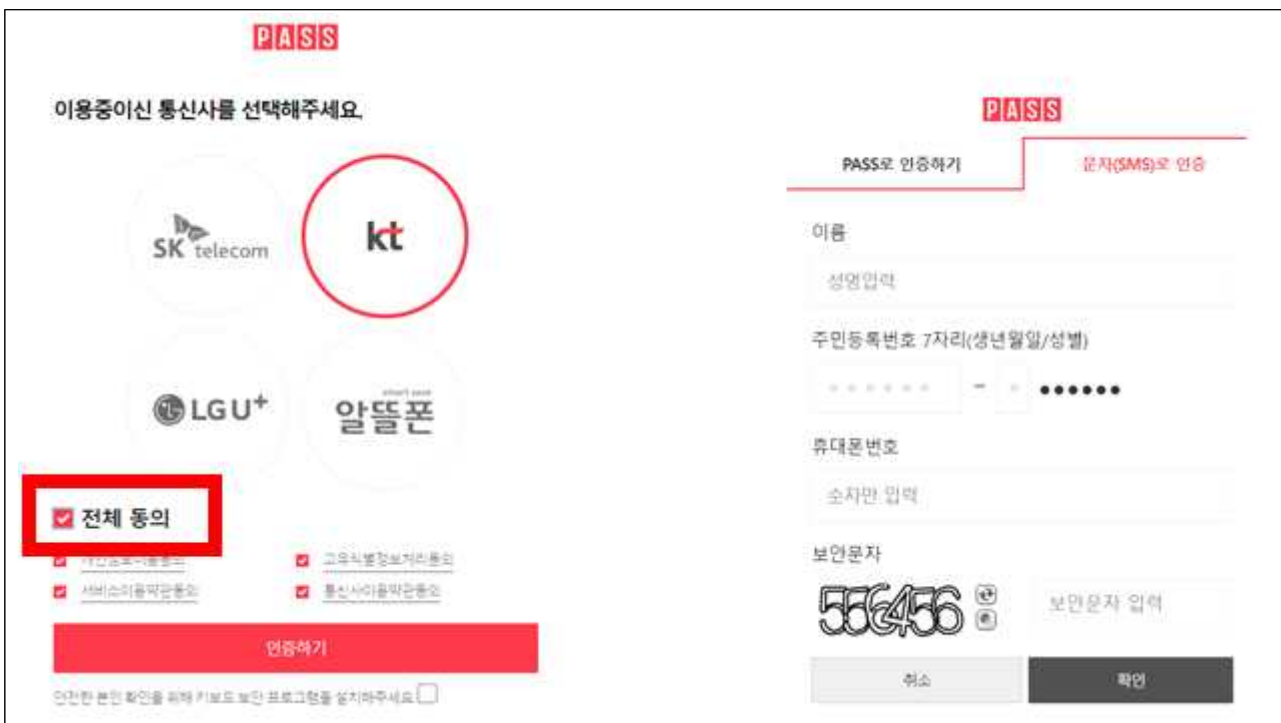 PASS
이용중이신 통신사를 선택해주세요.
SK telecom
kt
LG U+
알뜰폰
전체 동의
개인정보이용동의
고유식별정보처리동의
서비스이용약관동의
통신사이용약관동의
인증하기
안전한 본인 확인을 위해 키보드 보안 프로그램을 설치해주세요
PASS
PASS로 인증하기
문자(SMS)로 인증
이름
성명입력
주민등록번호 7자리(생년월일/성별)
휴대폰번호
숫자만 입력
보안문자
556456
보안문자 입력
취소
확인